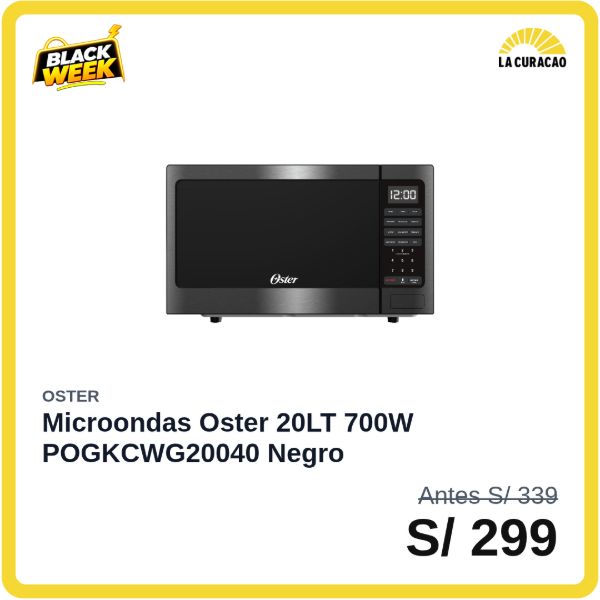 BLACK
WEEK
LA CURACAO
12:00
Oster
OSTER
Microondas Oster 20LT 700W
POGKCWG20040 Negro
Antes S/ 339
S/ 299